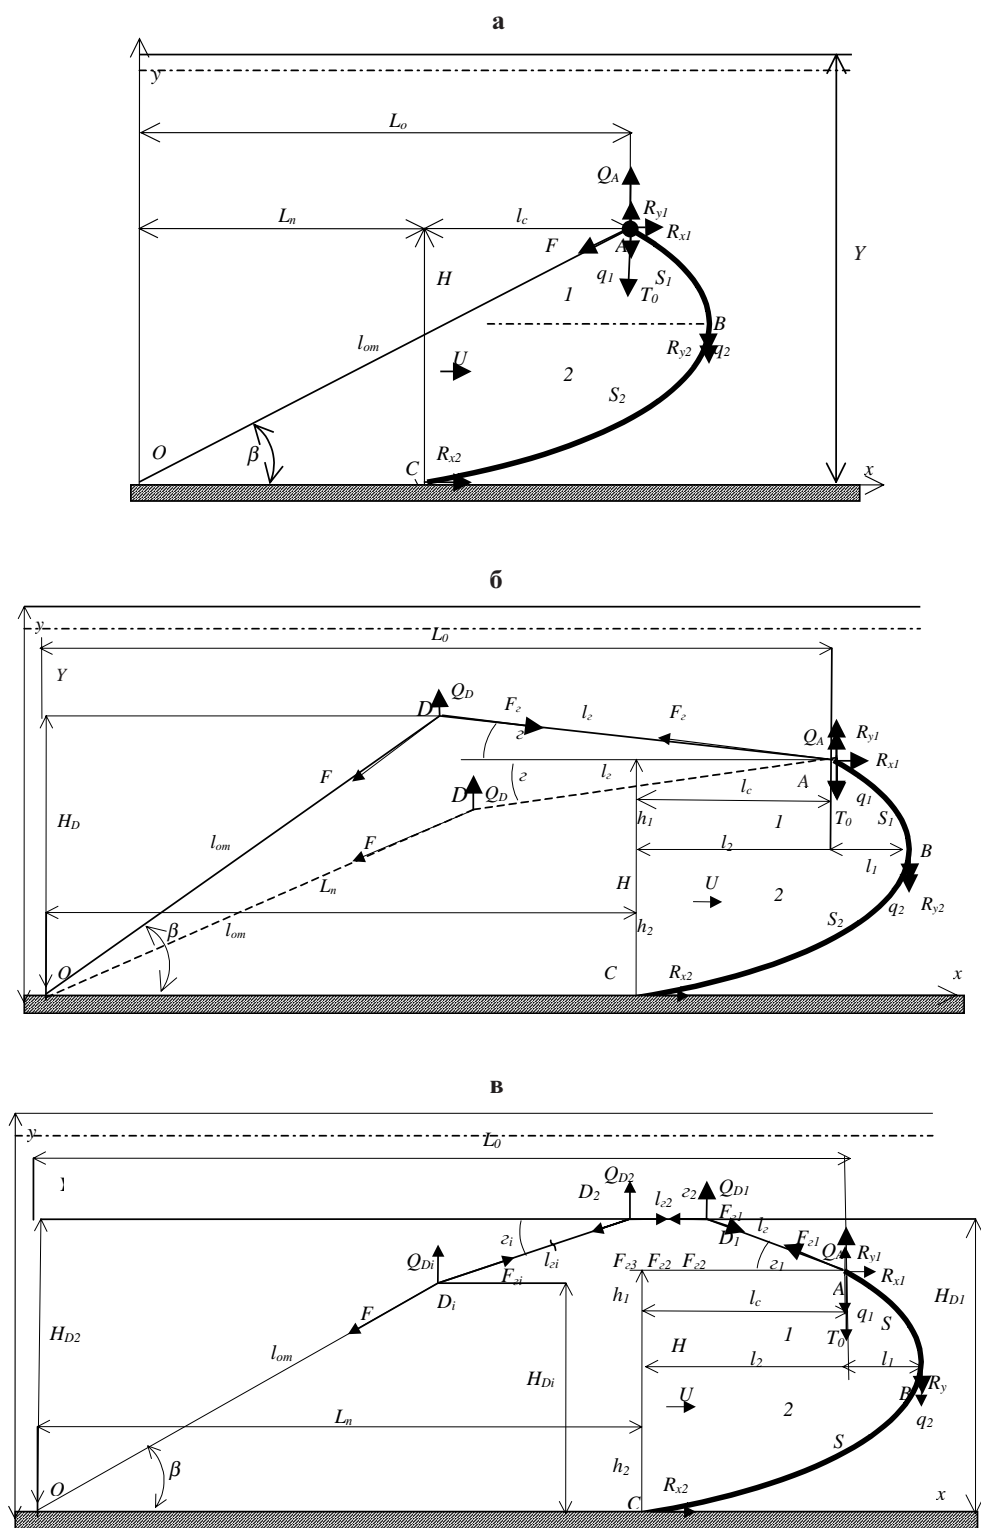 а
y
Lo
QA
Ry1
Rx1
Ln
lc
F
A
H
q1
T0
S1
Y
1
B
Ry2
q2
lот
U
2
S2
O
β
Rx2
C
x
б
y
L0
Y
QD
D
Fг
lг
Fг
QA
Ry1
г
Rx1
F
lг
г
A
D
QD
lc
q1
HD
h1
1
T0
S1
lот
F
l2
B
l1
Ln
H
U
2
q2
Ry2
S2
lот
β
h2
O
C
Rx2
x
в
y
L0
QD2
D2
lг2
г2
QD1
Fг1
lг
D1
Fг1
QA
Ry1
гi
QDi
lгi
Fг3
Fг2
Fг2
г1
Rx1
Fгi
Di
h1
lc
A
HD1
F
q1
S
HD2
1
T0
lот
H
l2
l1
HDi
U
B
Ry
Ln
2
q2
S
β
h2
O
Rx2
C
x